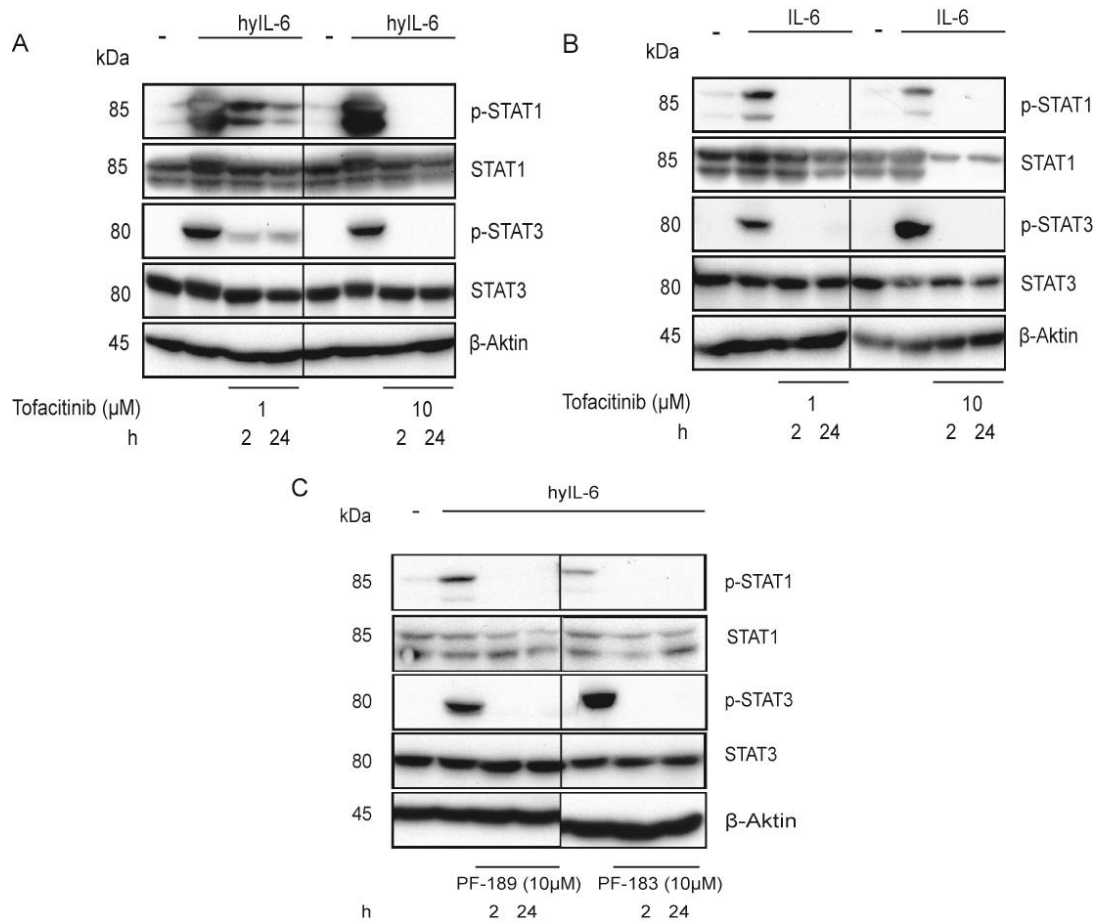 A
- hyIL-6 - hyIL-6
kDa
85 p-STAT1
85 STAT1
80 p-STAT3
80 STAT3
45 β-Aktin
Tofacitinib (µM) 1 10
h 2 24 2 24
B
- IL-6 - IL-6
kDa
85 p-STAT1
85 STAT1
80 p-STAT3
80 STAT3
45 β-Aktin
Tofacitinib (µM) 1 10
h 2 24 2 24
C
hyIL-6
kDa -
85 p-STAT1
85 STAT1
80 p-STAT3
80 STAT3
45 β-Aktin
PF-189 (10µM) PF-183 (10µM)
h 2 24 2 24